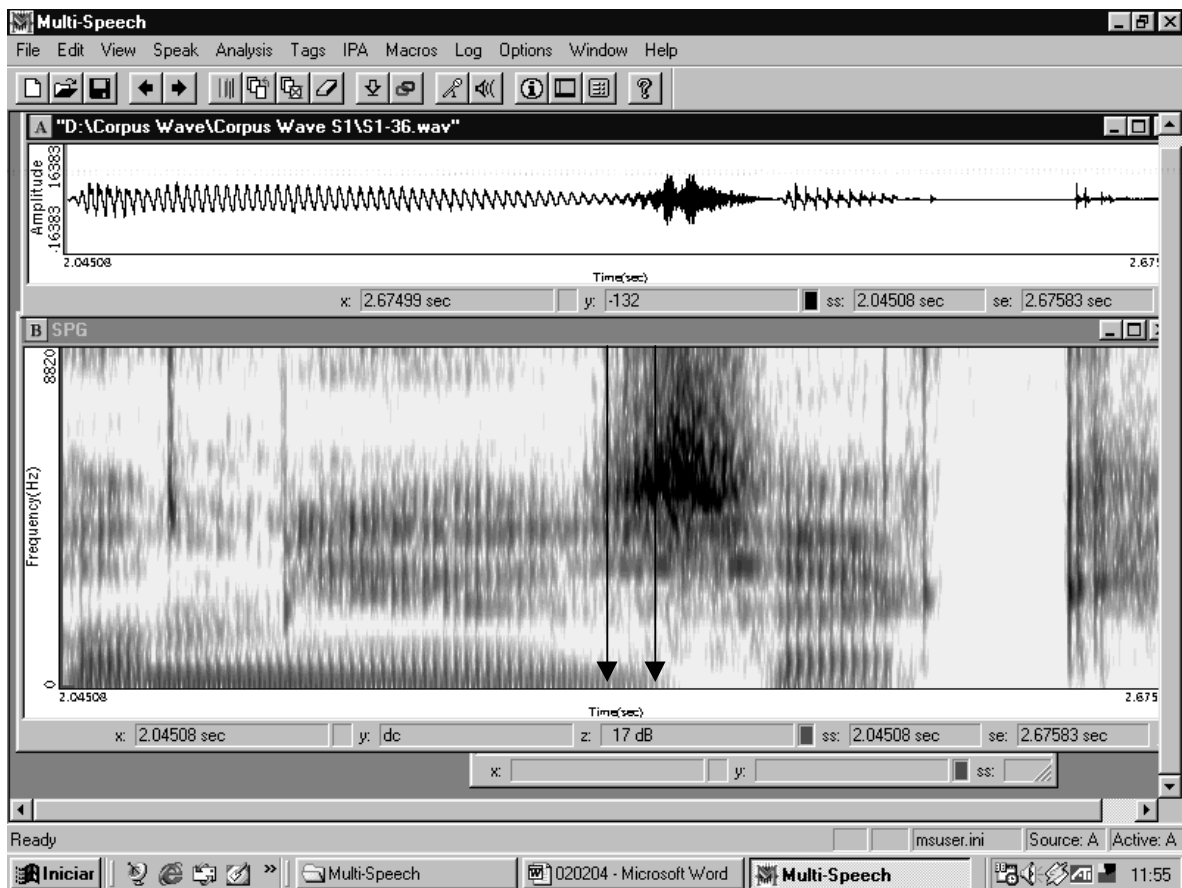 Multi-Speech
File Edit View Speak Analysis Tags IPA Macros Log Options Window Help
A "D:\Corpus Wave\Corpus Wave S1\S1-36.wav"
Amplitude
16383
-16383
2.04508
2.675
Time(sec)
x: 2.67499 sec y: -132 ss: 2.04508 sec se: 2.67583 sec
B SPG
8820
Frequency(Hz)
0
2.04508
2.675
Time(sec)
x: 2.04508 sec y: dc z: 17 dB ss: 2.04508 sec se: 2.67583 sec
x: y: ss:
Ready msuser.ini Source: A Active: A
Iniciar » Multi-Speech 020204 - Microsoft Word Multi-Speech 11:55